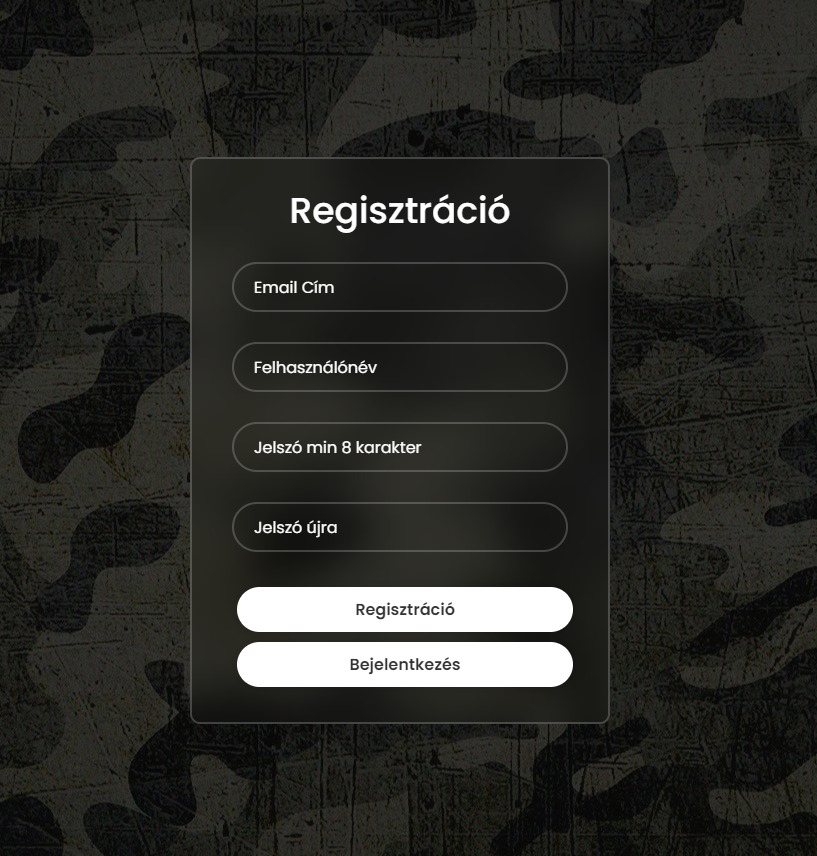 Regisztráció
Email Cím
Felhasználónév
Jelszó min 8 karakter
Jelszó újra
Regisztráció
Bejelentkezés